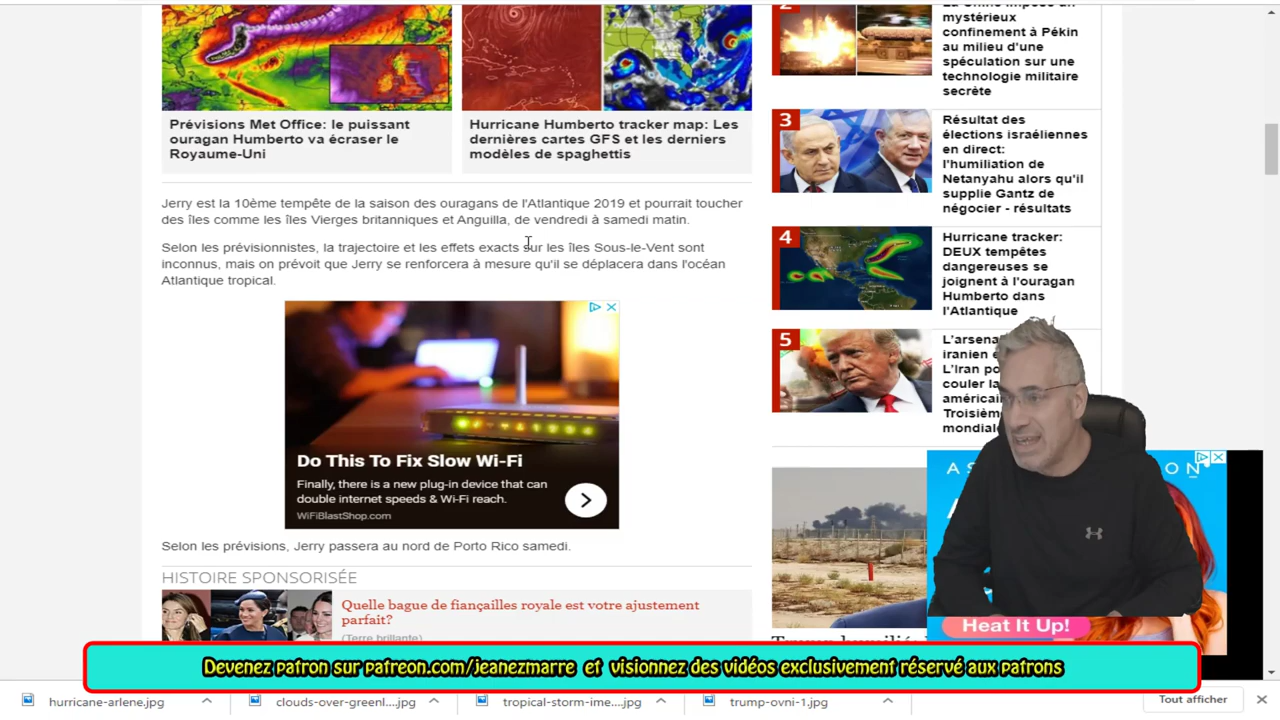 Prévisions Met Office: le puissant
ouragan Humberto va écraser le
Royaume-Uni
Hurricane Humberto tracker map: Les
dernières cartes GFS et les derniers
modèles de spaghettis
Jerry est la 10ème tempête de la saison des ouragans de l'Atlantique 2019 et pourrait toucher
des îles comme les îles Vierges britanniques et Anguilla, de vendredi à samedi matin.
Selon les prévisionnistes, la trajectoire et les effets exacts sur les îles Sous-le-Vent sont
inconnus, mais on prévoit que Jerry se renforcera à mesure qu'il se déplacera dans l'océan
Atlantique tropical.
Do This To Fix Slow Wi-Fi
Finally, there is a new plug-in device that can
double internet speeds & Wi-Fi reach.
WiFiBlastShop.com
Selon les prévisions, Jerry passera au nord de Porto Rico samedi.
HISTOIRE SPONSORISÉE
Quelle bague de fiançailles royale est votre ajustement
parfait?
(Terre brillante)
2
La Chine impose un
mystérieux
confinement à Pékin
au milieu d'une
spéculation sur une
technologie militaire
secrète
3
Résultat des
élections israéliennes
en direct:
l'humiliation de
Netanyahu alors qu'il
supplie Gantz de
négocier - résultats
4
Hurricane tracker:
DEUX tempêtes
dangereuses se
joignent à l'ouragan
Humberto dans
l'Atlantique
5
L'arsena
iranien
L'Iran po
couler la
américai
Troisièm
mondial
Heat It Up!
Devenez patron sur patreon.com/jeanezmarre et visionnez des vidéos exclusivement réservé aux patrons
hurricane-arlene.jpg
clouds-over-greenl....jpg
tropical-storm-ime....jpg
trump-ovni-1.jpg
Tout afficher